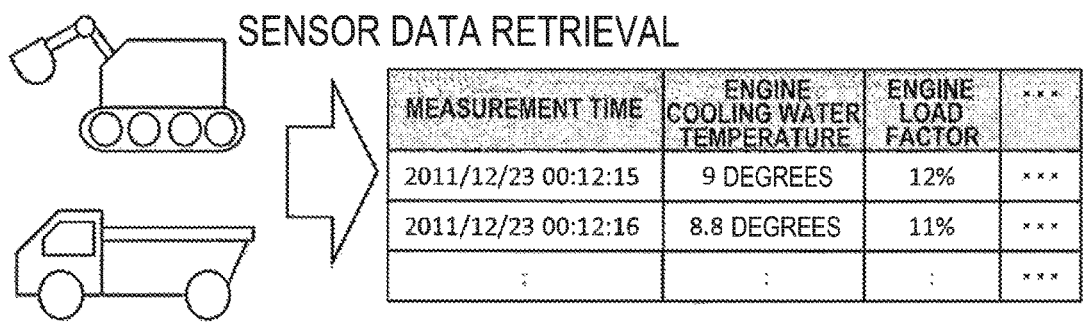 SENSOR DATA RETRIEVAL
MEASUREMENT TIME
ENGINE
COOLING WATER
TEMPERATURE
ENGINE
LOAD
FACTOR
...
2011/12/23 00:12:15
9 DEGREES
12%
...
2011/12/23 00:12:16
8.8 DEGREES
11%
...
:
:
:
...